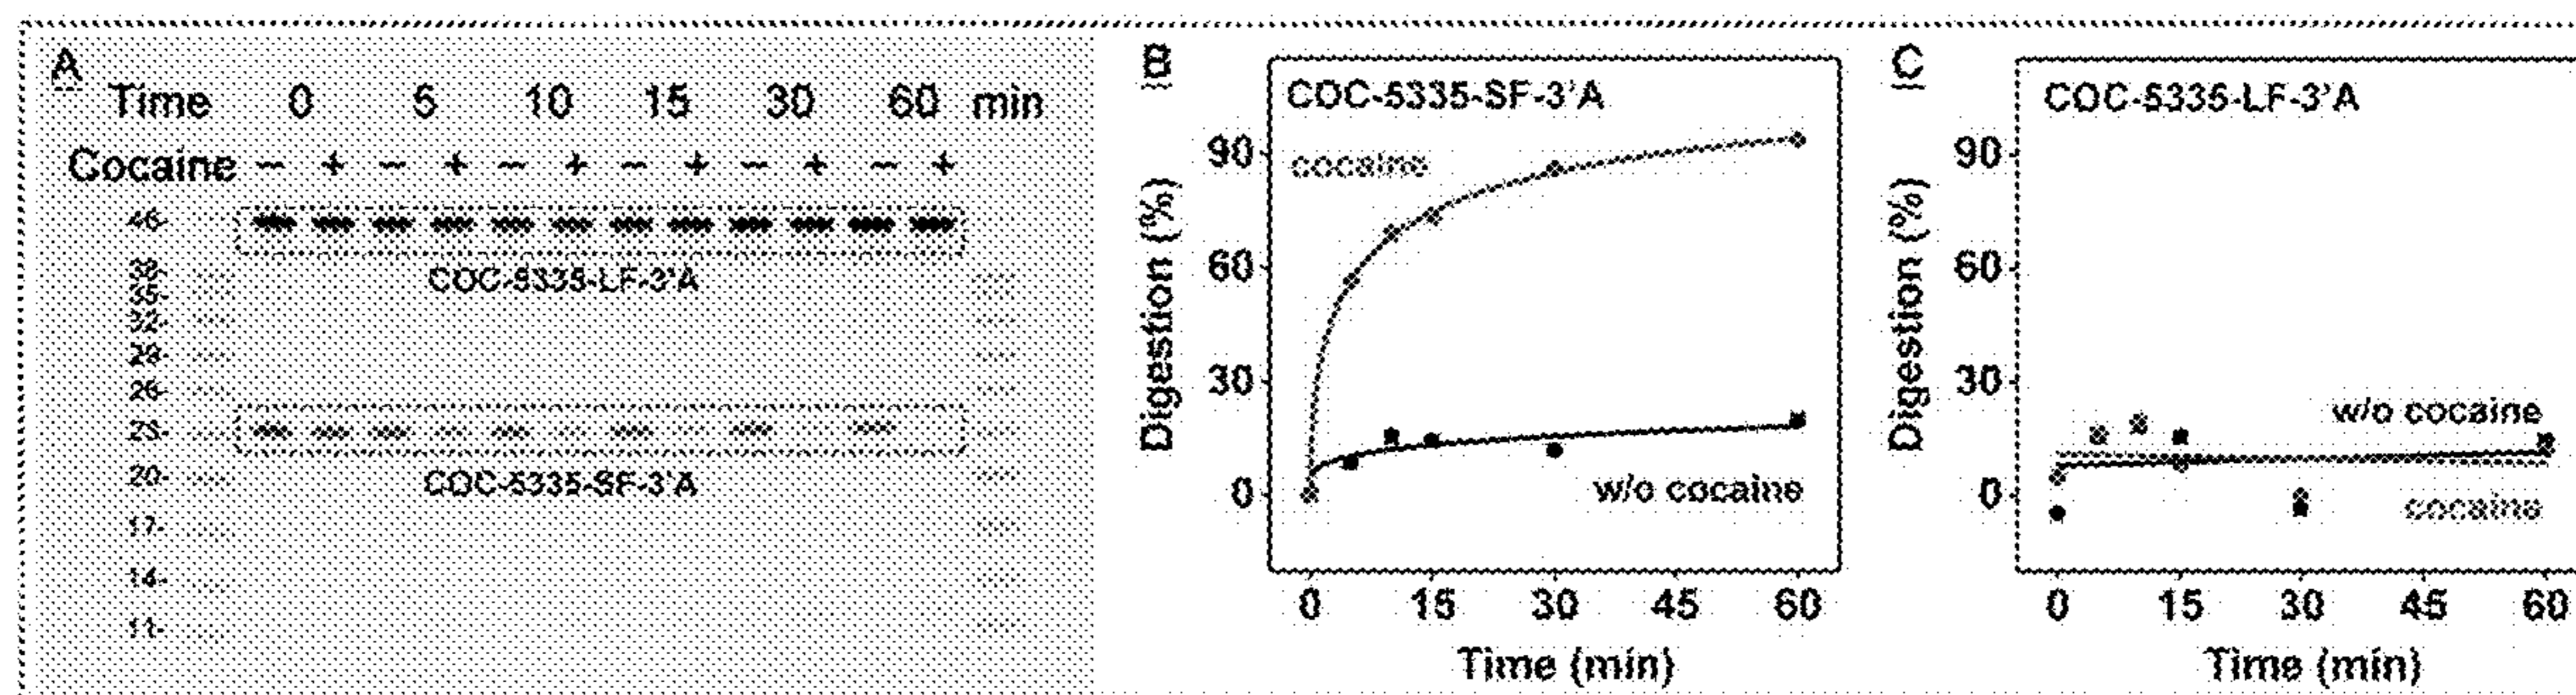 A
Time 0 5 10 15 30 60 min
Cocaine – + – + – + – + – + – +
46-
COC-5335-LF-3'A
38-
35-
32-
29-
26-
23-
COC-5335-SF-3'A
20-
17-
14-
11-
B
COC-5335-SF-3'A
cocaine
w/o cocaine
Digestion (%)
90
60
30
0
0 15 30 45 60
Time (min)
C
COC-5335-LF-3'A
w/o cocaine
cocaine
Digestion (%)
90
60
30
0
0 15 30 45 60
Time (min)